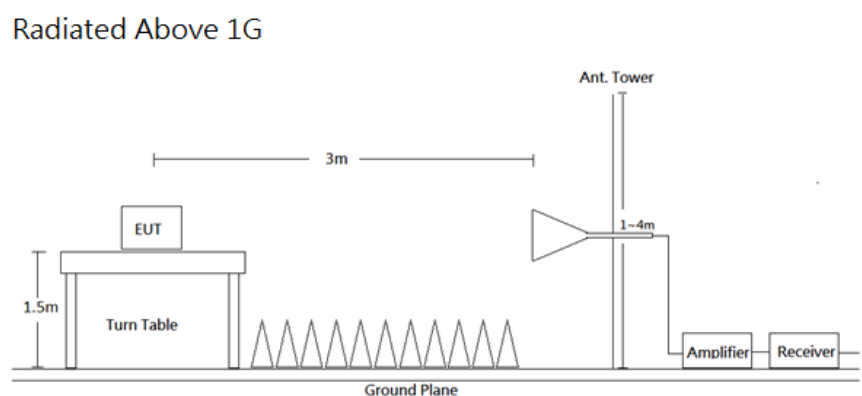 Radiated Above 1G
Ant. Tower
3m
EUT
1~4m
1.5m
Turn Table
Amplifier
Receiver
Ground Plane